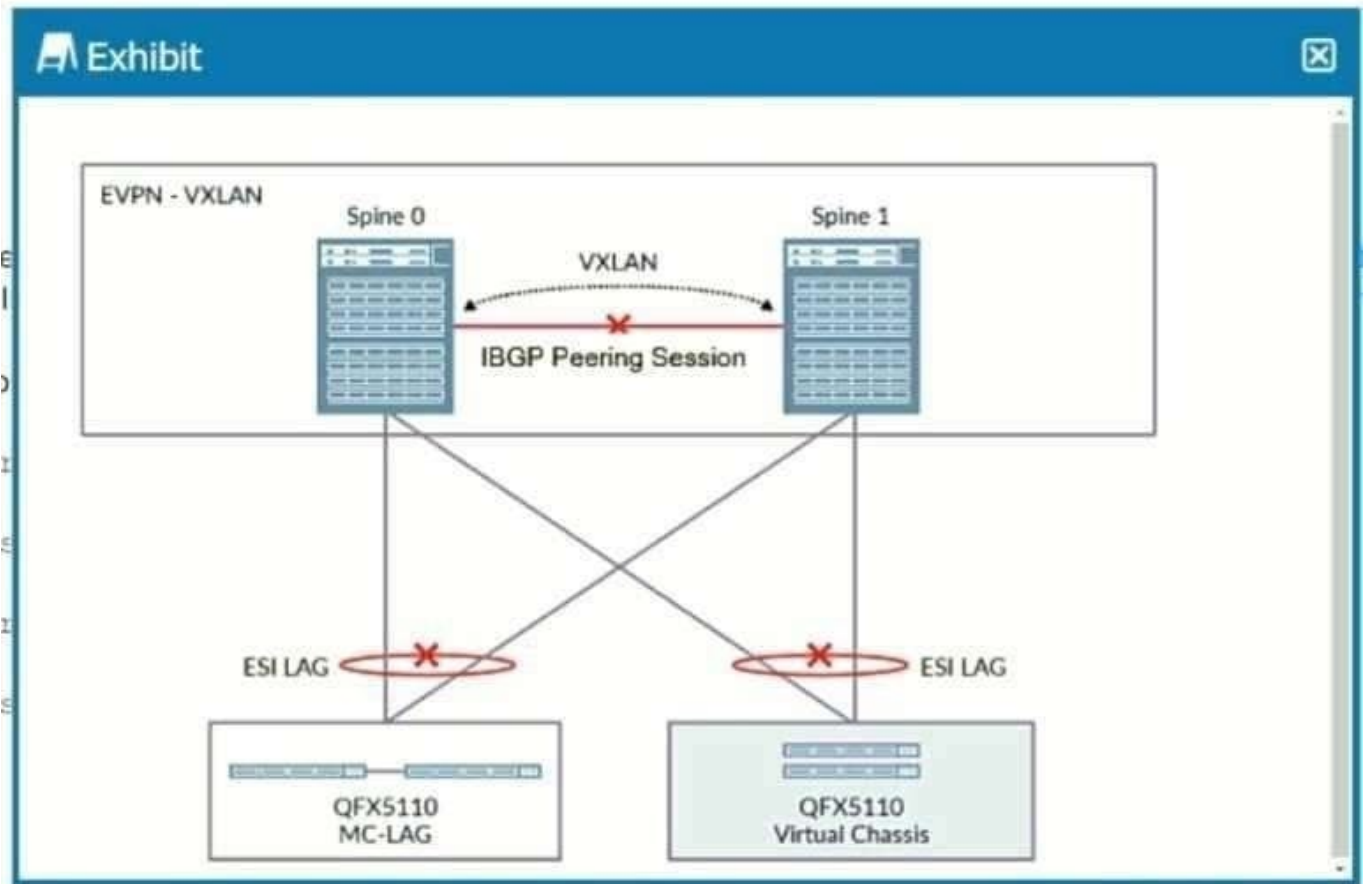 Exhibit
EVPN - VXLAN
Spine 0
Spine 1
VXLAN
IBGP Peering Session
ESI LAG
ESI LAG
QFX5110
MC-LAG
QFX5110
Virtual Chassis